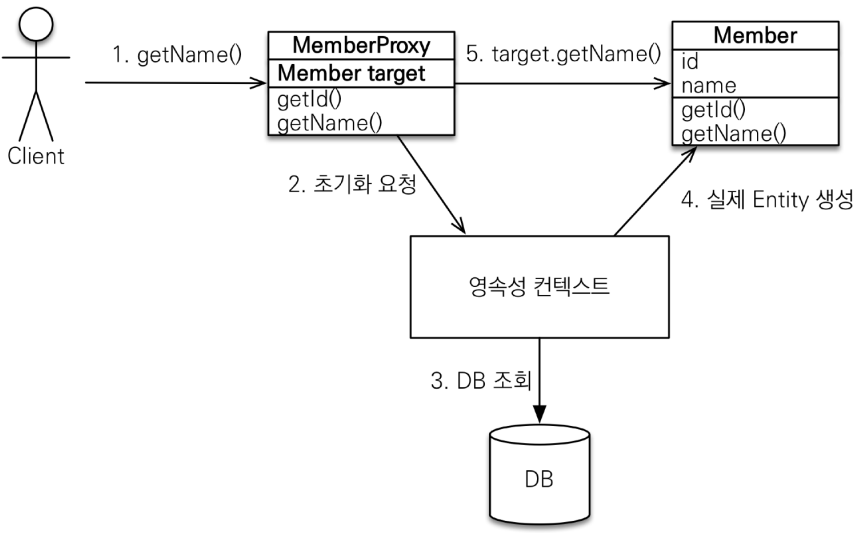 1. getName()
MemberProxy
Member target
getId()
getName()
5. target.getName()
Member
id
name
getId()
getName()
Client
2. 초기화 요청
4. 실제 Entity 생성
영속성 컨텍스트
3. DB 조회
DB